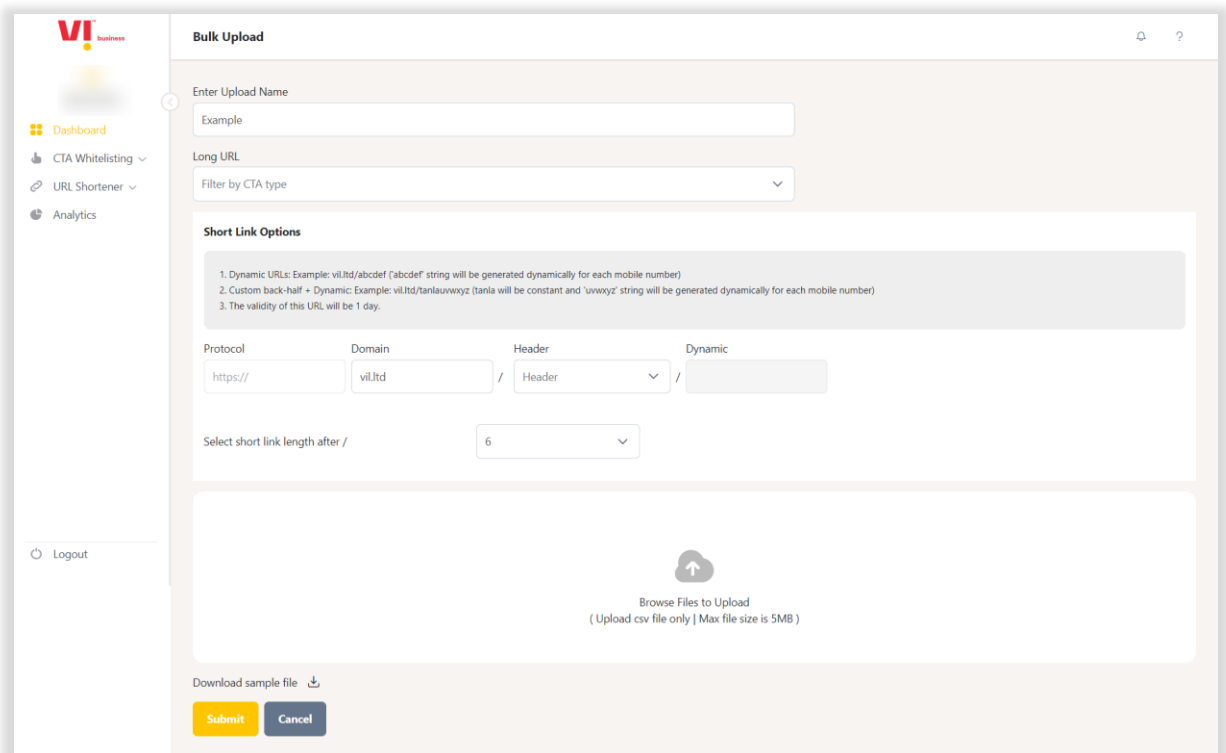 VI™ business
Bulk Upload
?
Enter Upload Name
Example
Dashboard
CTA Whitelisting
Long URL
URL Shortener
Filter by CTA type
Analytics
Short Link Options
1. Dynamic URLs: Example: vil.ltd/abcdef ('abcdef' string will be generated dynamically for each mobile number)
2. Custom back-half + Dynamic: Example: vil.ltd/tanlauvwxyz (tanla will be constant and 'uvwxyz' string will be generated dynamically for each mobile number)
3. The validity of this URL will be 1 day.
Protocol Domain Header Dynamic
https:// vil.ltd / Header /
Select short link length after / 6
Logout
Browse Files to Upload
( Upload csv file only | Max file size is 5MB )
Download sample file
Submit Cancel